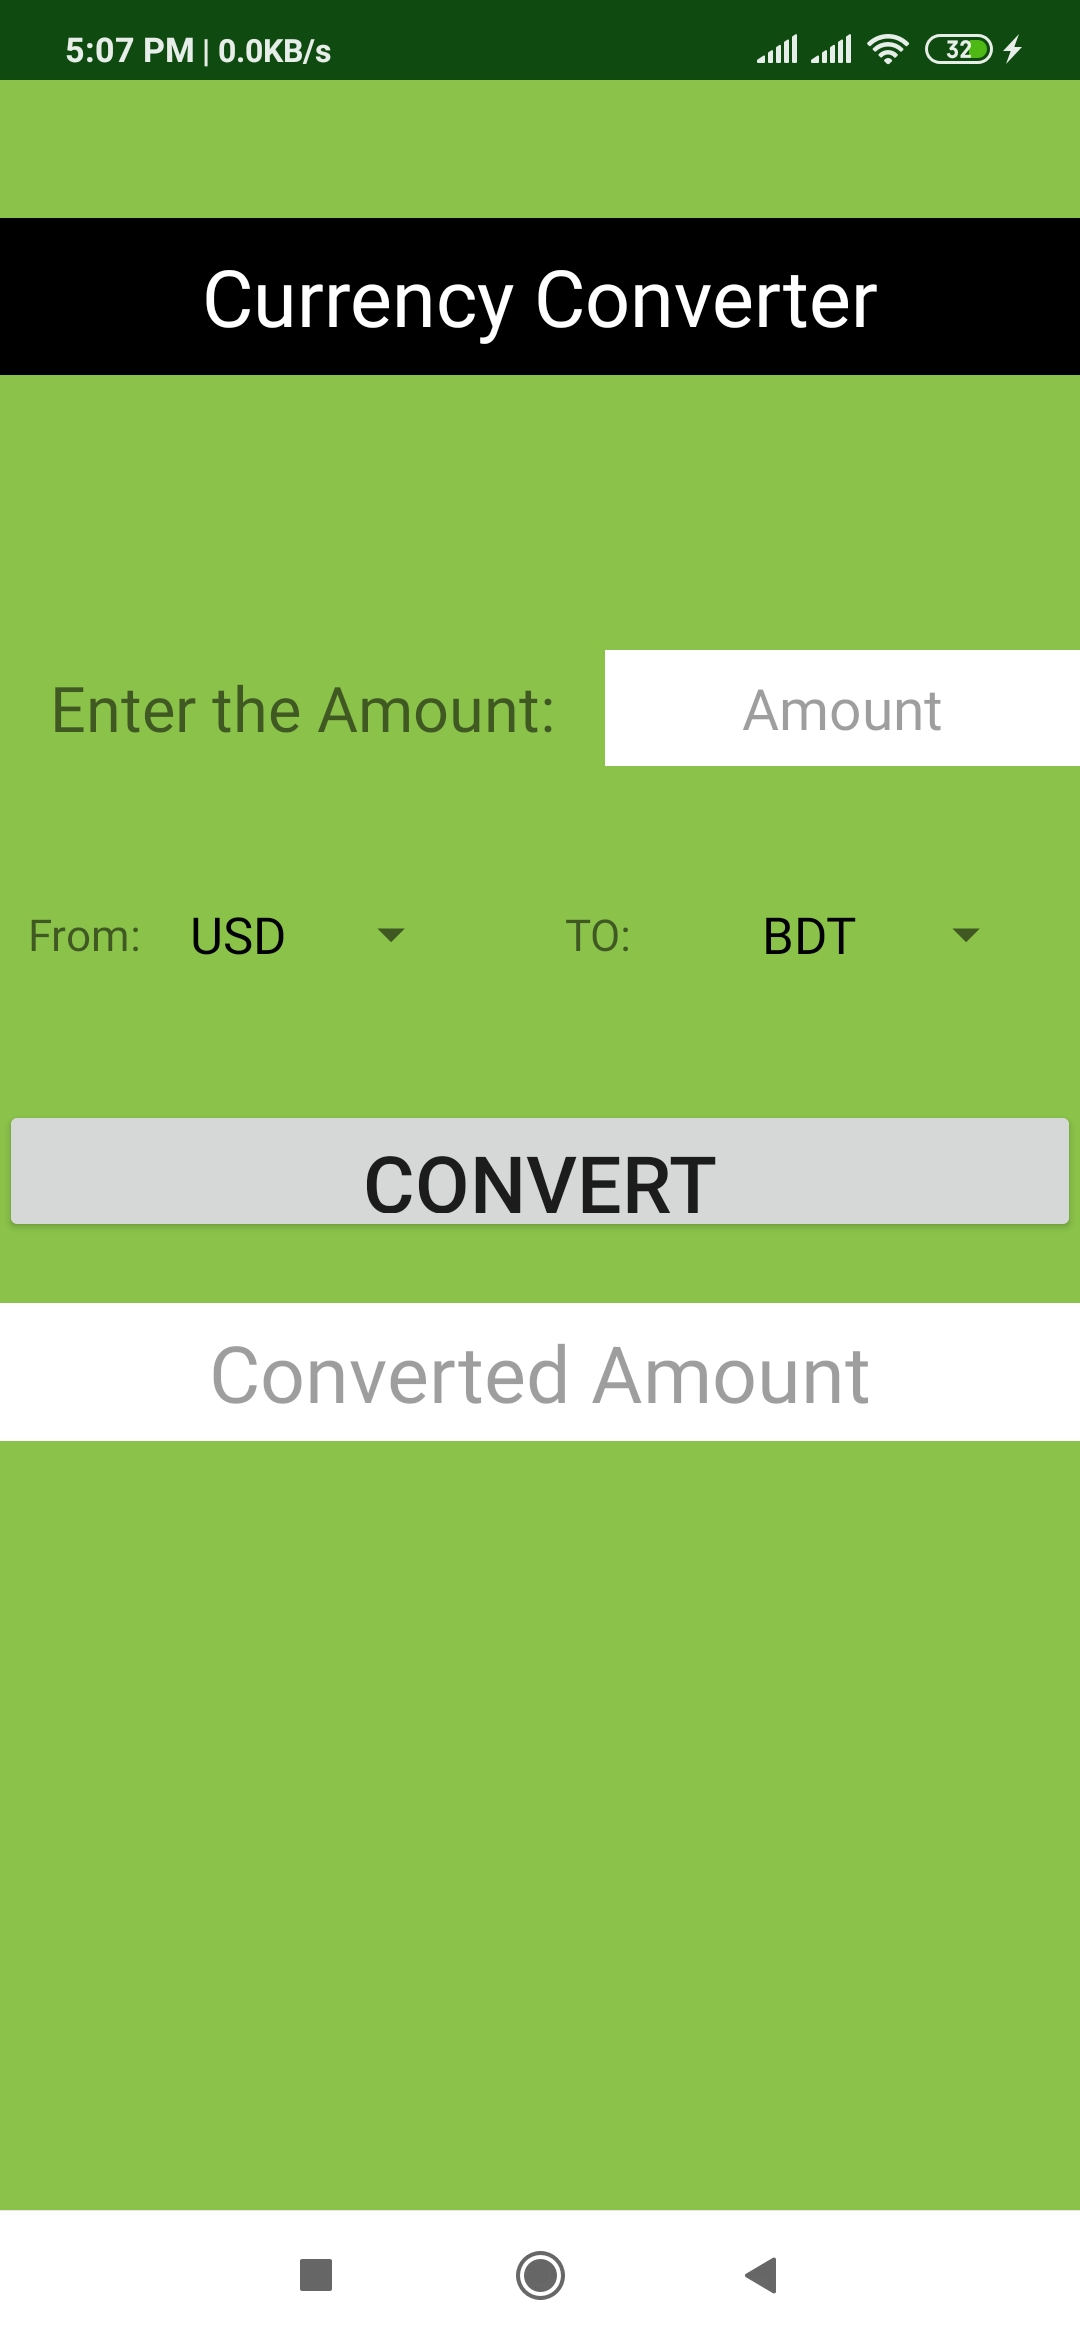 5:07 PM | 0.0KB/s 32
Currency Converter
Enter the Amount: Amount
From: USD TO: BDT
CONVERT
Converted Amount